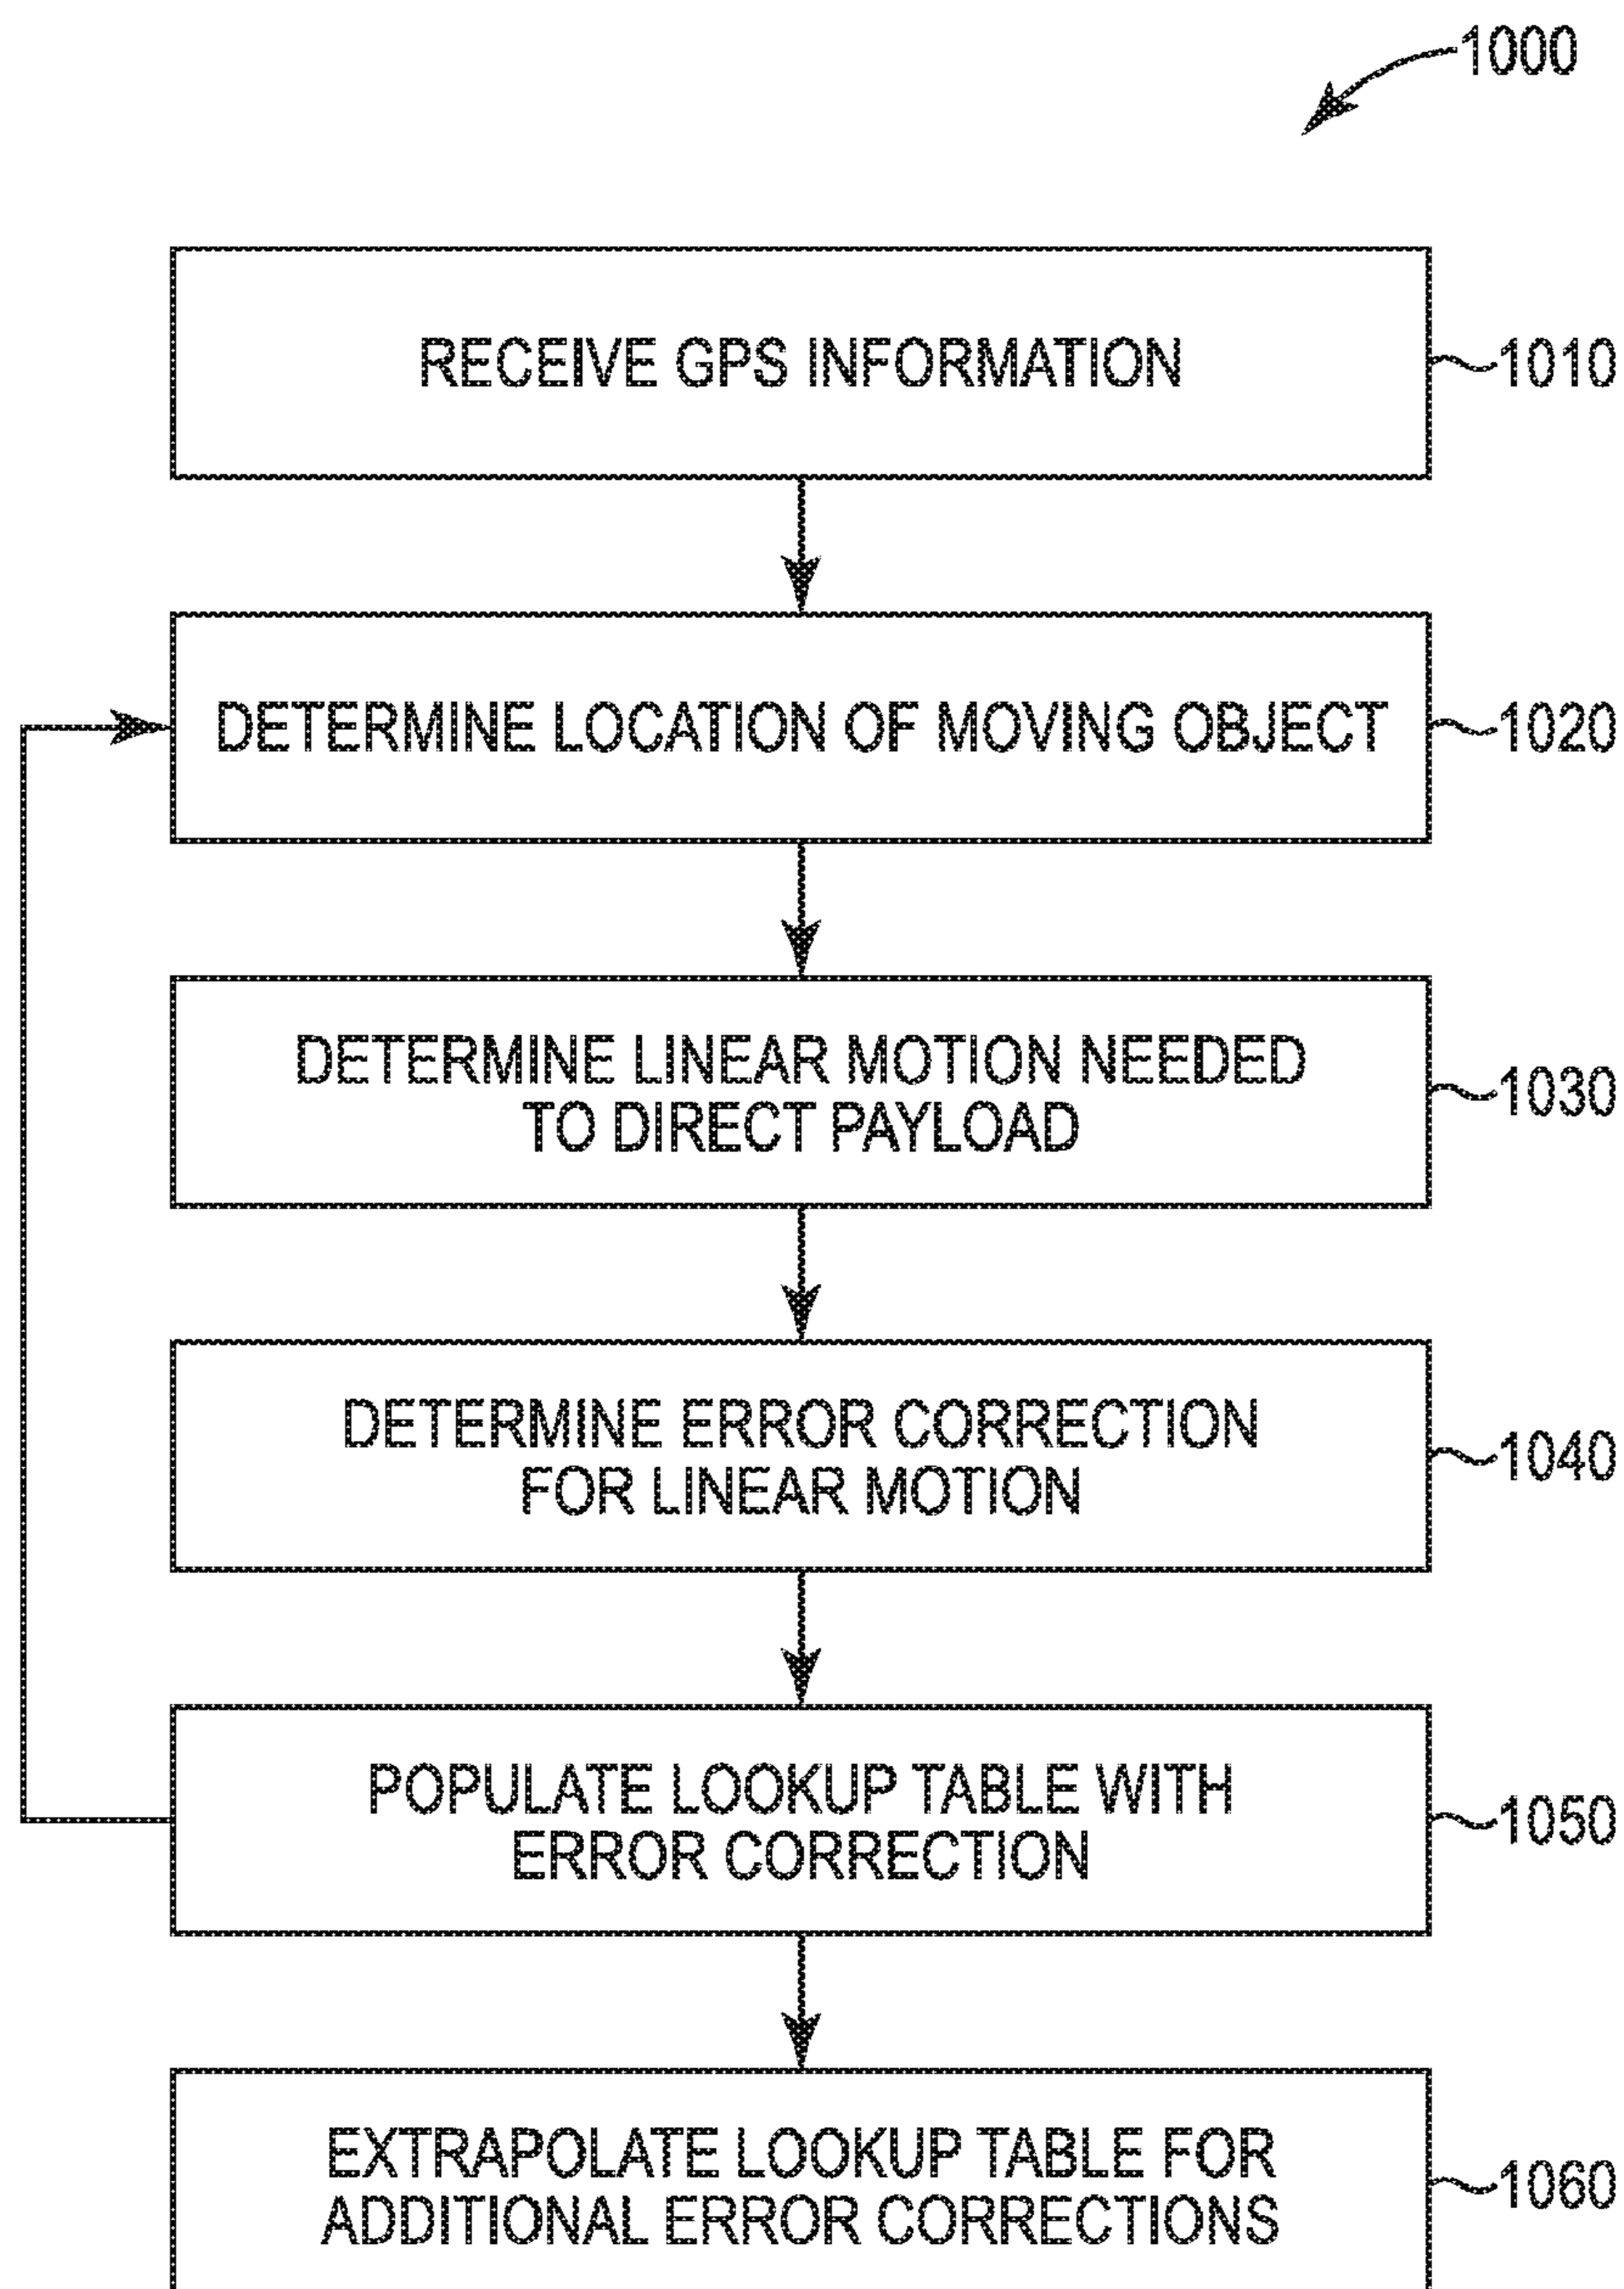 1000
RECEIVE GPS INFORMATION
1010
DETERMINE LOCATION OF MOVING OBJECT
1020
DETERMINE LINEAR MOTION NEEDED
TO DIRECT PAYLOAD
1030
DETERMINE ERROR CORRECTION
FOR LINEAR MOTION
1040
POPULATE LOOKUP TABLE WITH
ERROR CORRECTION
1050
EXTRAPOLATE LOOKUP TABLE FOR
ADDITIONAL ERROR CORRECTIONS
1060